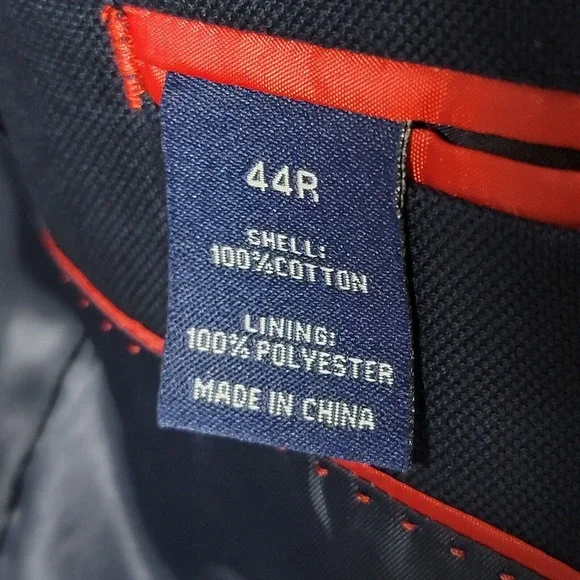 44R
SHELL:
100%COTTON
LINING:
100% POLYESTER
MADE IN CHINA